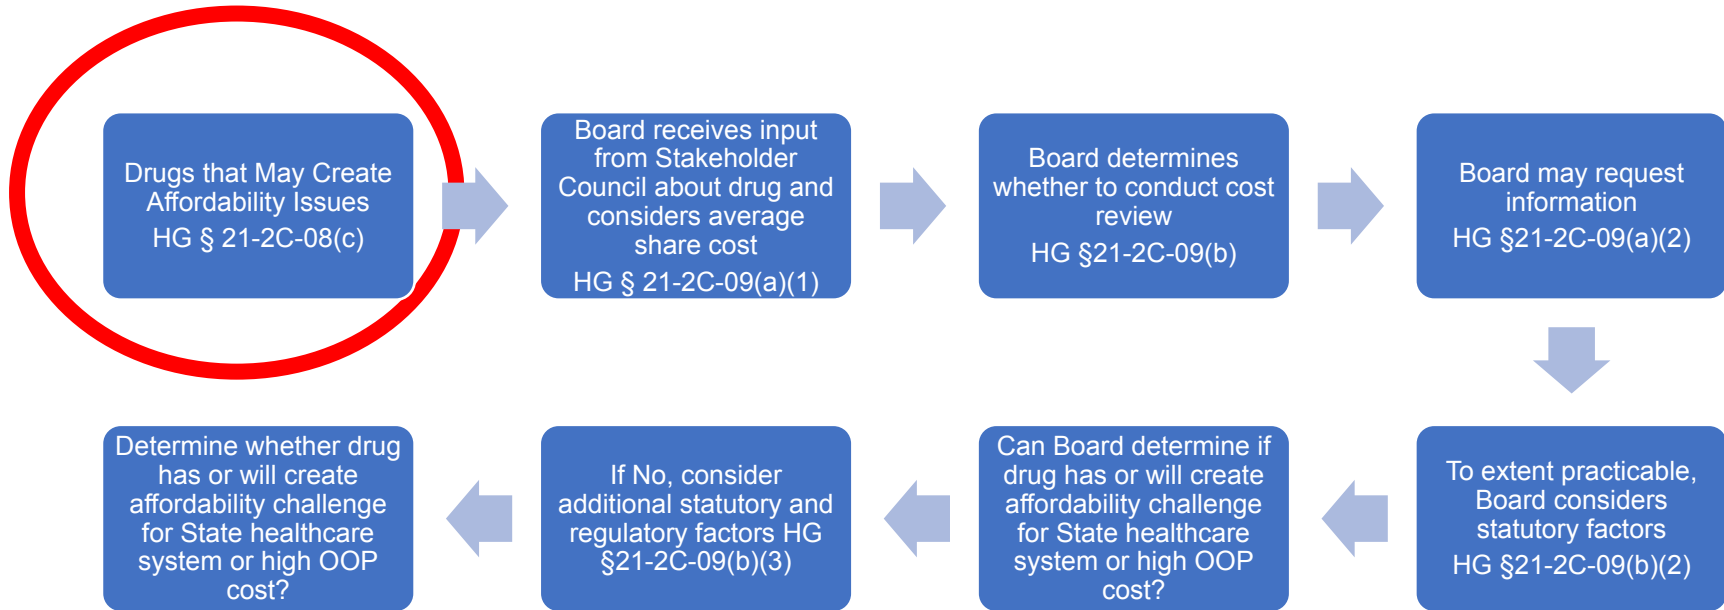 Drugs that May Create
Affordability Issues
HG § 21-2C-08(c)
Board receives input
from Stakeholder
Council about drug and
considers average
share cost
HG § 21-2C-09(a)(1)
Board determines
whether to conduct cost
review
HG §21-2C-09(b)
Board may request
information
HG §21-2C-09(a)(2)
To extent practicable,
Board considers
statutory factors
HG §21-2C-09(b)(2)
Can Board determine if
drug has or will create
affordability challenge
for State healthcare
system or high OOP
cost?
If No, consider
additional statutory and
regulatory factors HG
§21-2C-09(b)(3)
Determine whether drug
has or will create
affordability challenge
for State healthcare
system or high OOP
cost?